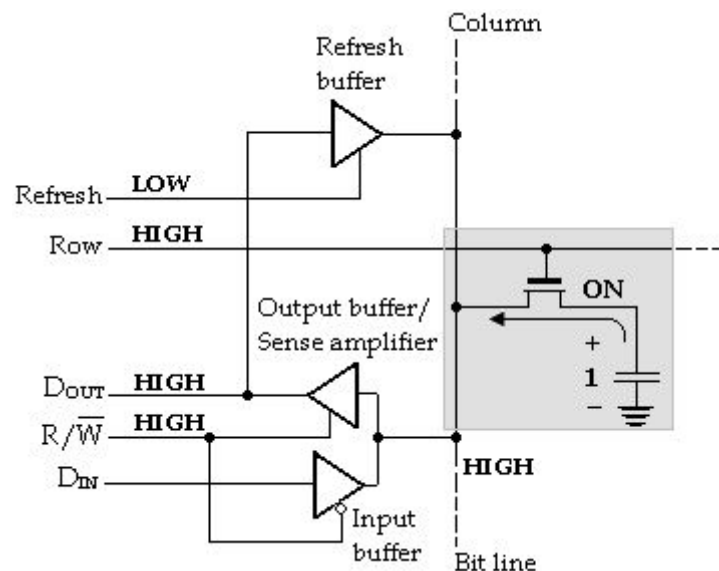 Column
Refresh
buffer
Refresh LOW
Row HIGH
ON
Output buffer/
Sense amplifier
+
1
−
DOUT HIGH
R/W̅ HIGH
DIN
HIGH
Input
buffer
Bit line